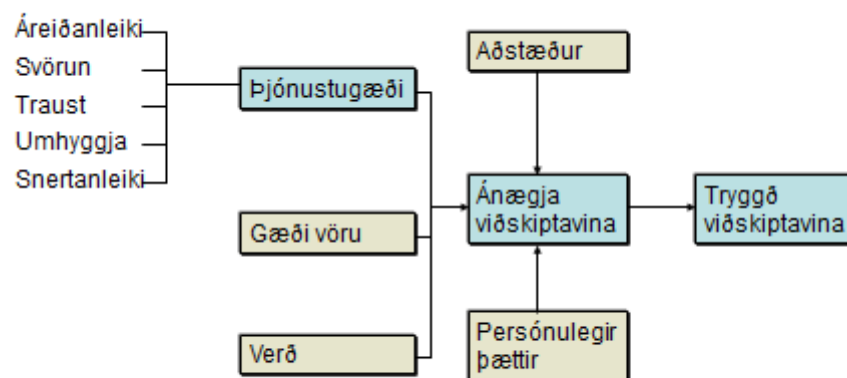 Áreiðanleiki
Svörun
Traust
Umhyggja
Snertanleiki
Þjónustugæði
Gæði vöru
Verð
Aðstæður
Ánægja
viðskiptavina
Persónulegir
þættir
Tryggð
viðskiptavina